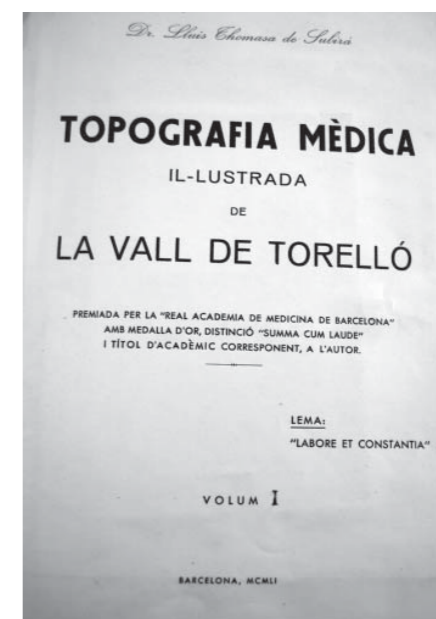 Dr. Lluis Thomasa de Subirá
TOPOGRAFIA MÈDICA
IL-LUSTRADA
DE
LA VALL DE TORELLÓ
PREMIADA PER LA "REAL ACADEMIA DE MEDICINA DE BARCELONA"
AMB MEDALLA D'OR, DISTINCIÓ "SUMMA CUM LAUDE"
I TÍTOL D'ACADÈMIC CORRESPONENT, A L'AUTOR.
LEMA:
"LABORE ET CONSTANTIA"
VOLUM I
BARCELONA, MCMLI